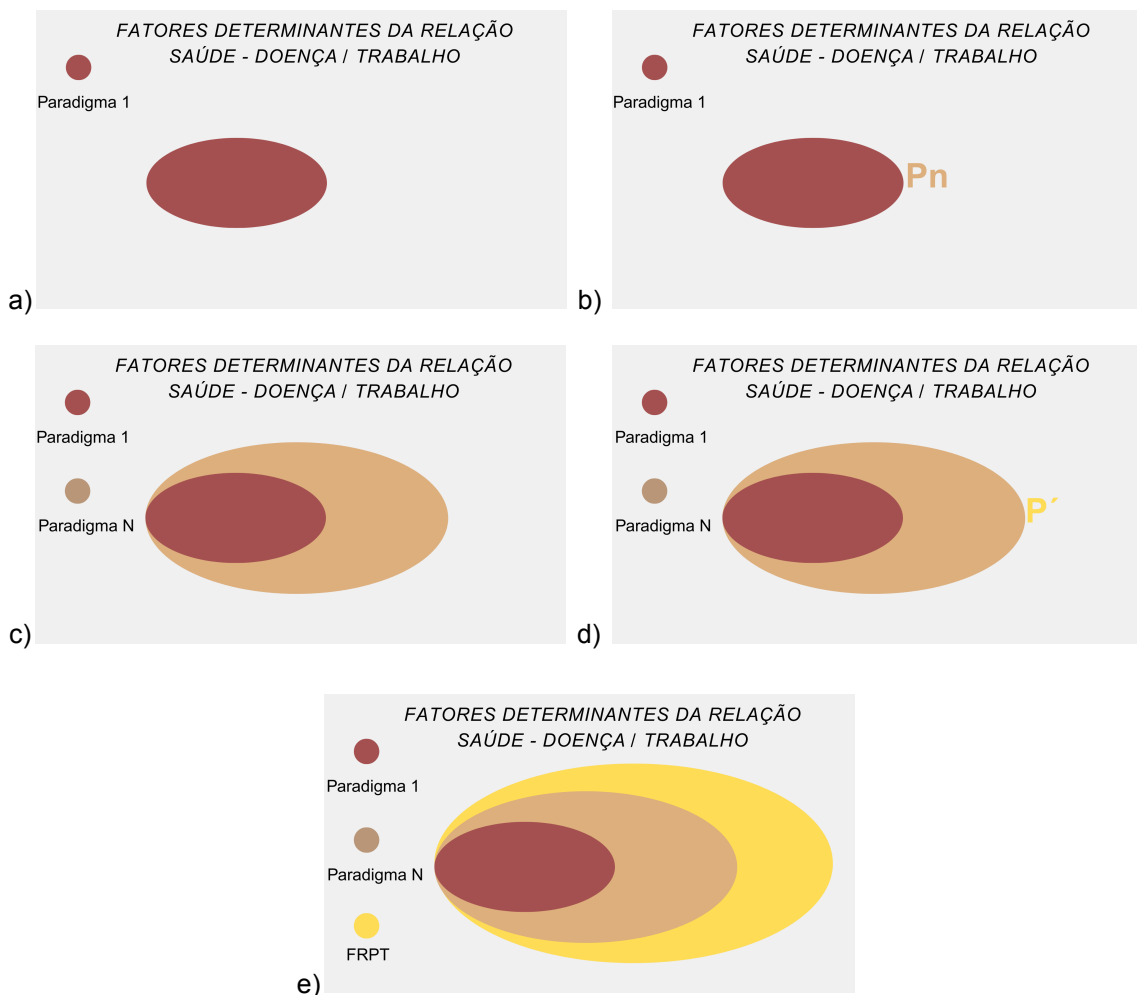 FATORES DETERMINANTES DA RELAÇÃO
SAÚDE - DOENÇA / TRABALHO
Paradigma 1
a)
FATORES DETERMINANTES DA RELAÇÃO
SAÚDE - DOENÇA / TRABALHO
Paradigma 1
Pn
b)
FATORES DETERMINANTES DA RELAÇÃO
SAÚDE - DOENÇA / TRABALHO
Paradigma 1
Paradigma N
c)
FATORES DETERMINANTES DA RELAÇÃO
SAÚDE - DOENÇA / TRABALHO
Paradigma 1
Paradigma N
P´
d)
FATORES DETERMINANTES DA RELAÇÃO
SAÚDE - DOENÇA / TRABALHO
Paradigma 1
Paradigma N
FRPT
e)